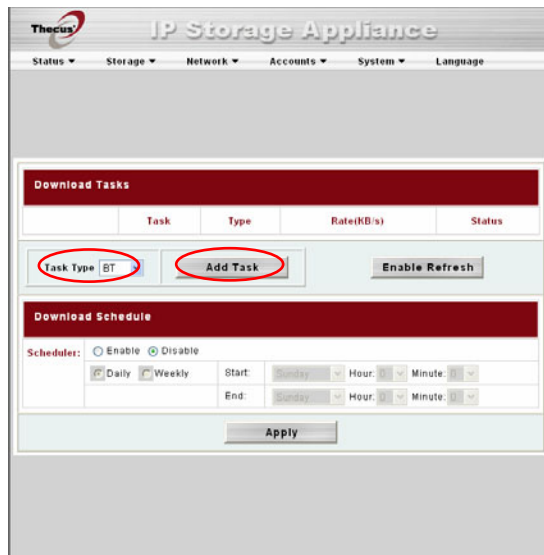 Thecus
IP Storage Appliance
Status Storage Network Accounts System Language
Download Tasks
Task Type Rate(KB/s) Status
Task Type BT Add Task Enable Refresh
Download Schedule
Scheduler: Enable Disable
Daily Weekly Start: Sunday Hour: 0 Minute: 0
End: Sunday Hour: 0 Minute: 0
Apply